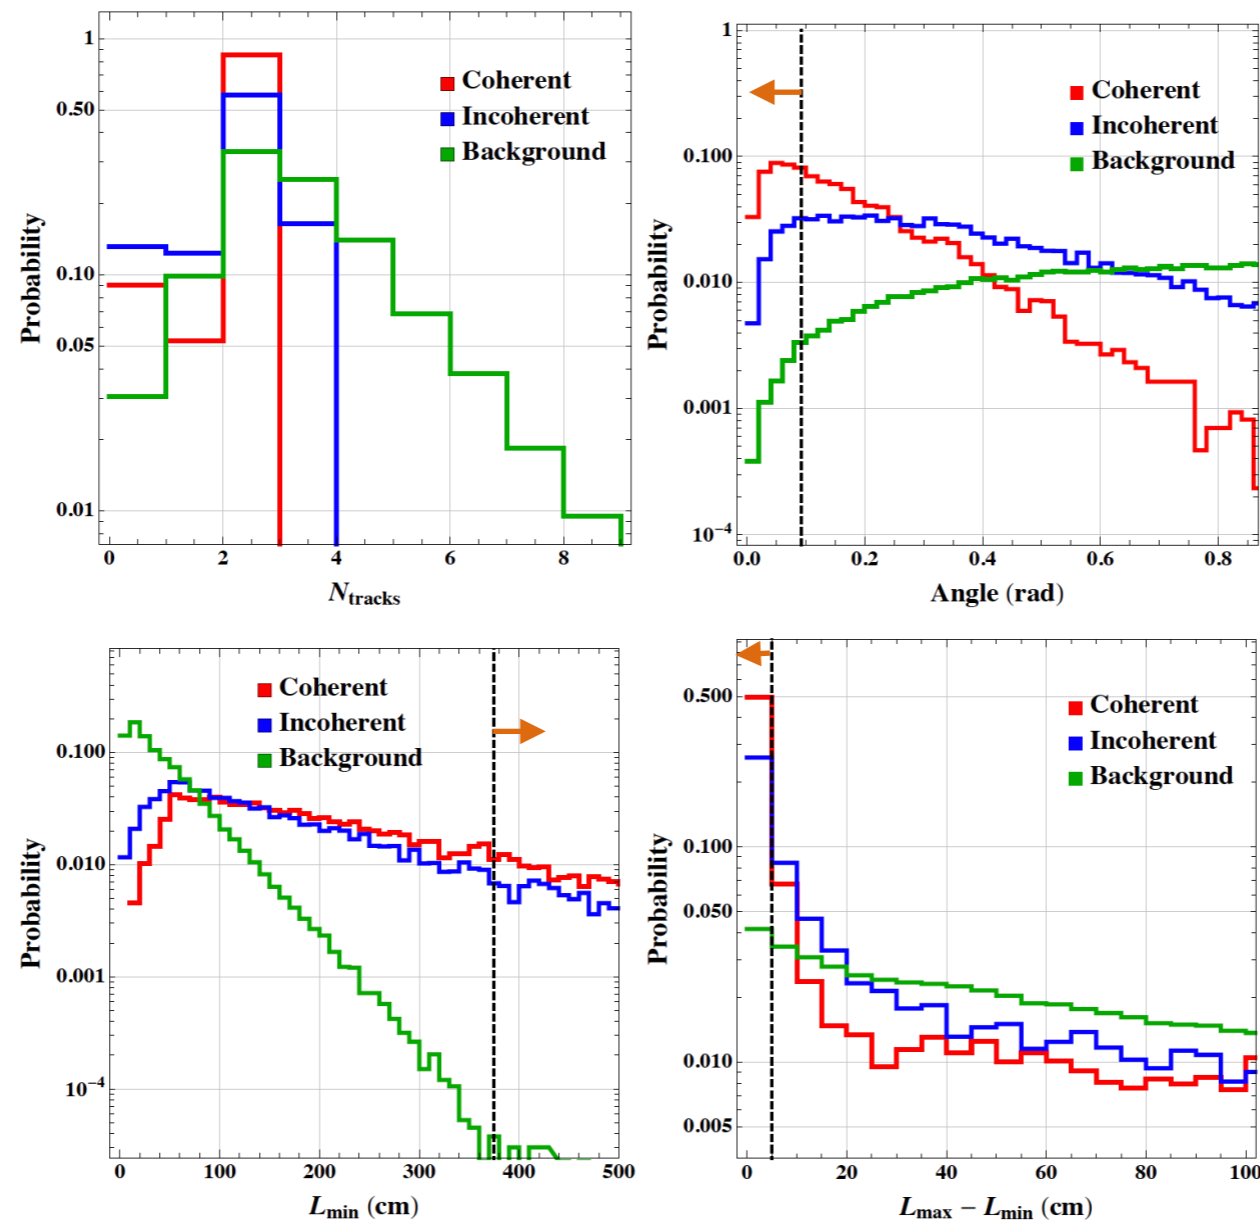 1
0.50
0.10
0.05
0.01
Probability
Coherent
Incoherent
Background
0 2 4 6 8
N_tracks
1
0.100
0.010
0.001
10⁻⁴
Probability
Coherent
Incoherent
Background
0.0 0.2 0.4 0.6 0.8
Angle (rad)
0.100
0.010
0.001
10⁻⁴
Probability
Coherent
Incoherent
Background
0 100 200 300 400 500
L_min (cm)
0.500
0.100
0.050
0.010
0.005
Probability
Coherent
Incoherent
Background
0 20 40 60 80 100
L_max − L_min (cm)